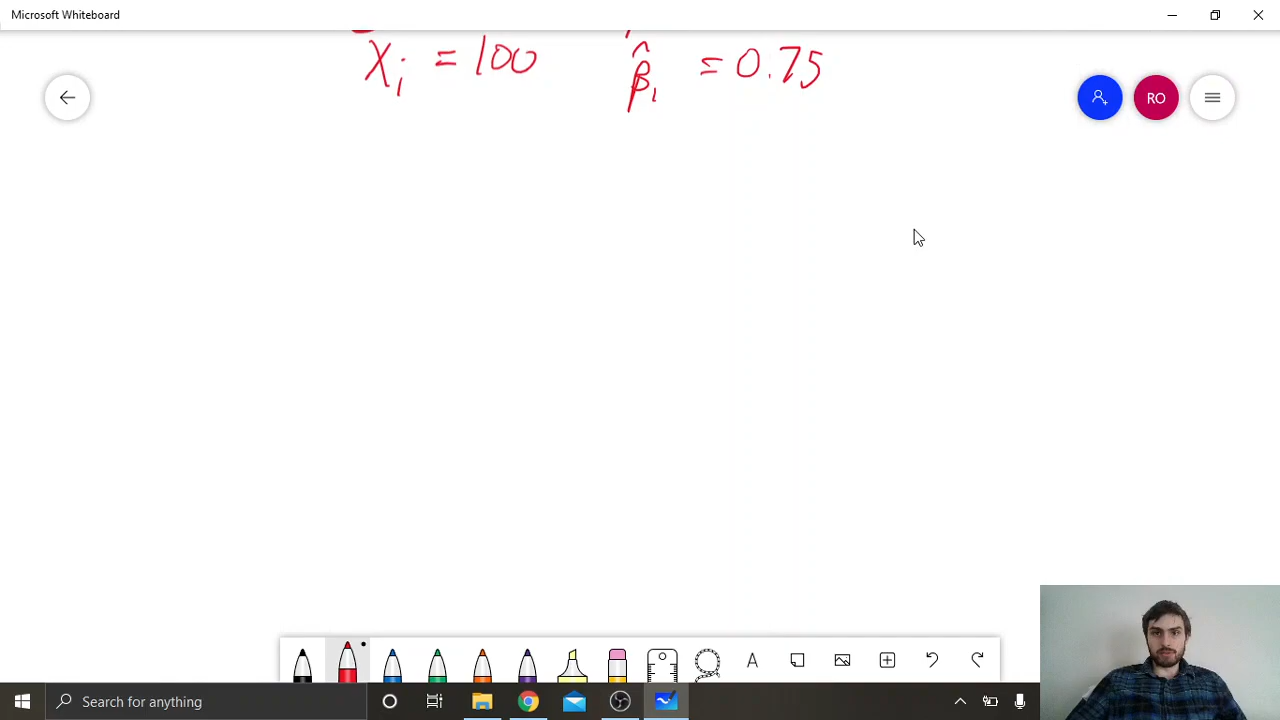 Microsoft Whiteboard
Xi = 100 β̂1 = 0.75
RO
A
Search for anything